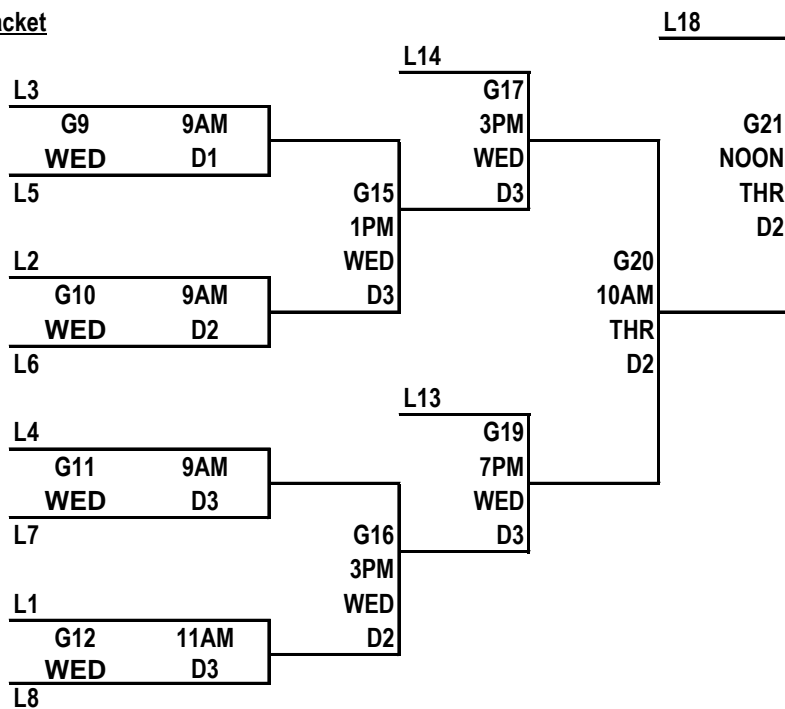 acket
L18
L14
L3
G17
G9 9AM
3PM
G21
WED D1
WED
NOON
L5
G15
D3
THR
1PM
D2
L2
WED
G20
G10 9AM
D3
10AM
WED D2
THR
L6
D2
L13
L4
G19
G11 9AM
7PM
WED D3
WED
L7
G16
D3
3PM
L1
WED
G12 11AM
D2
WED D3
L8